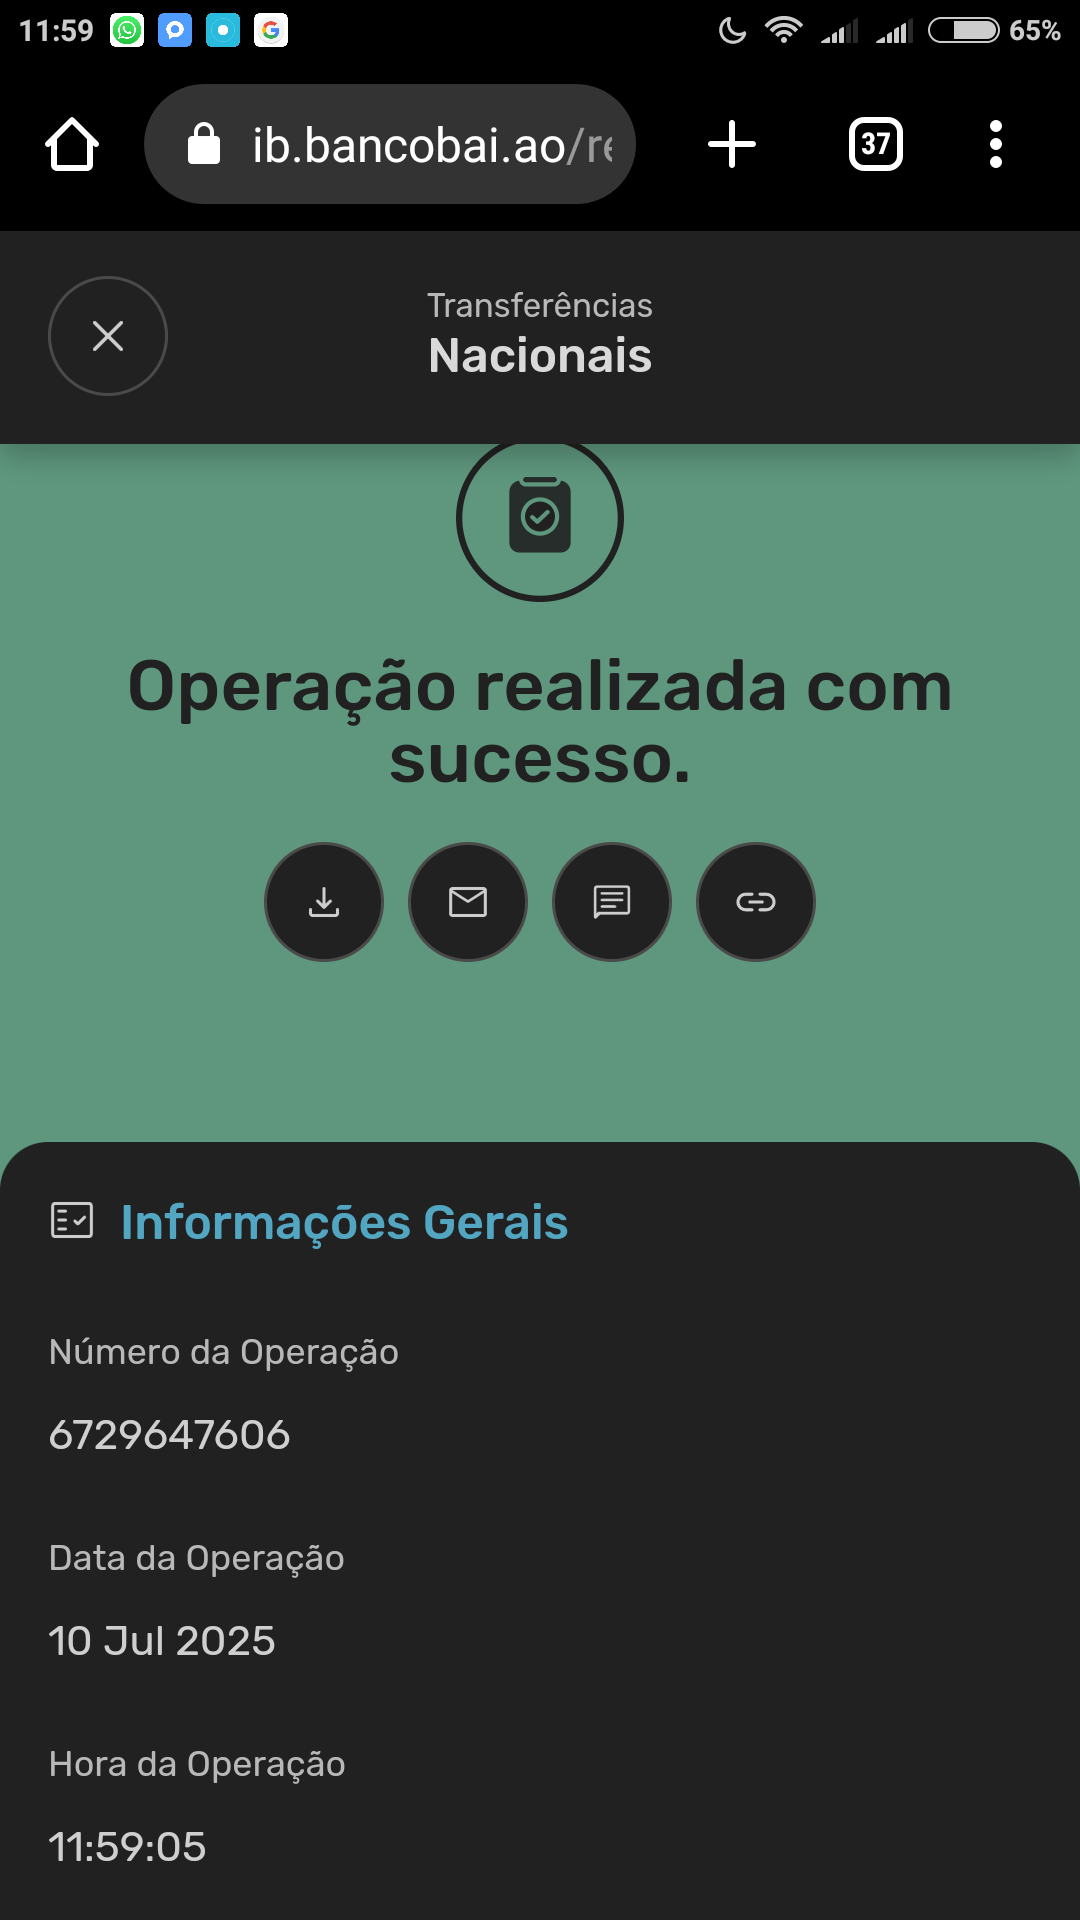 11:59
65%
ib.bancobai.ao/re
37
Transferências
Nacionais
Operação realizada com
sucesso.
Informações Gerais
Número da Operação
6729647606
Data da Operação
10 Jul 2025
Hora da Operação
11:59:05